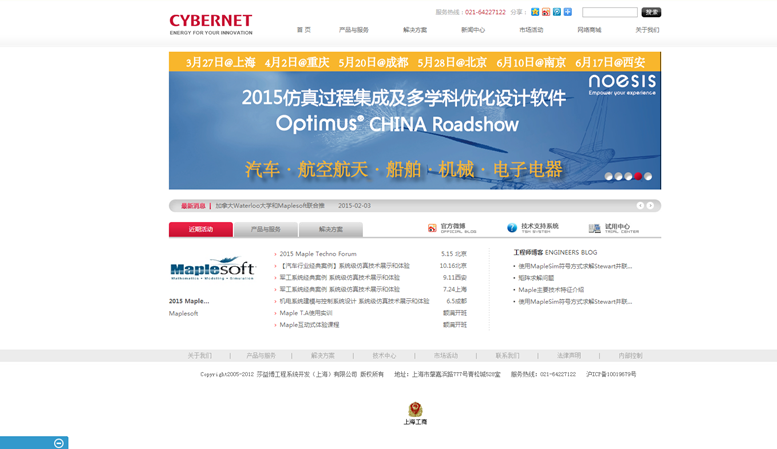 CYBERNET
ENERGY FOR YOUR INNOVATION
服务热线：021-64227122 分享：
搜索
首 页 产品与服务 解决方案 新闻中心 市场活动 网络商城 关于我们
3月27日@上海 4月2日@重庆 5月20日@成都 5月28日@北京 6月10日@南京 6月17日@西安
noesis
Empower your experience
2015仿真过程集成及多学科优化设计软件
Optimus® CHINA Roadshow
汽车·航空航天·船舶·机械·电子电器
最新消息 | 加拿大Waterloo大学和Maplesoft联合推 2015-02-03
近期活动 产品与服务 解决方案
官方微博
OFFICIAL BLOG
技术支持系统
TSM SYSTEM
试用中心
TRIAL CENTER
Maplesoft
Mathematics • Modeling • Simulation
2015 Maple...
Maplesoft
2015 Maple Techno Forum 5.15 北京
【汽车行业经典案例】系统级仿真技术展示和体验 10.16北京
军工系统经典案例 系统级仿真技术展示和体验 9.11西安
军工系统经典案例 系统级仿真技术展示和体验 7.24上海
机电系统建模与控制系统设计 系统级仿真技术展示和体验 6.5成都
Maple T.A使用实训 额满开班
Maple互动式体验课程 额满开班
工程师博客 ENGINEERS BLOG
使用MapleSim符号方式求解Stewart并联...
矩阵求解问题
Maple主要技术特征介绍
使用MapleSim符号方式求解Stewart并联...
关于我们 | 产品与服务 | 解决方案 | 技术中心 | 市场活动 | 联系我们 | 法律声明 | 内部控制
Copyright2005-2012 莎益博工程系统开发（上海）有限公司 版权所有 地址：上海市肇嘉浜路777号青松城528室 服务热线：021-64227122 沪ICP备10019679号
上海工商